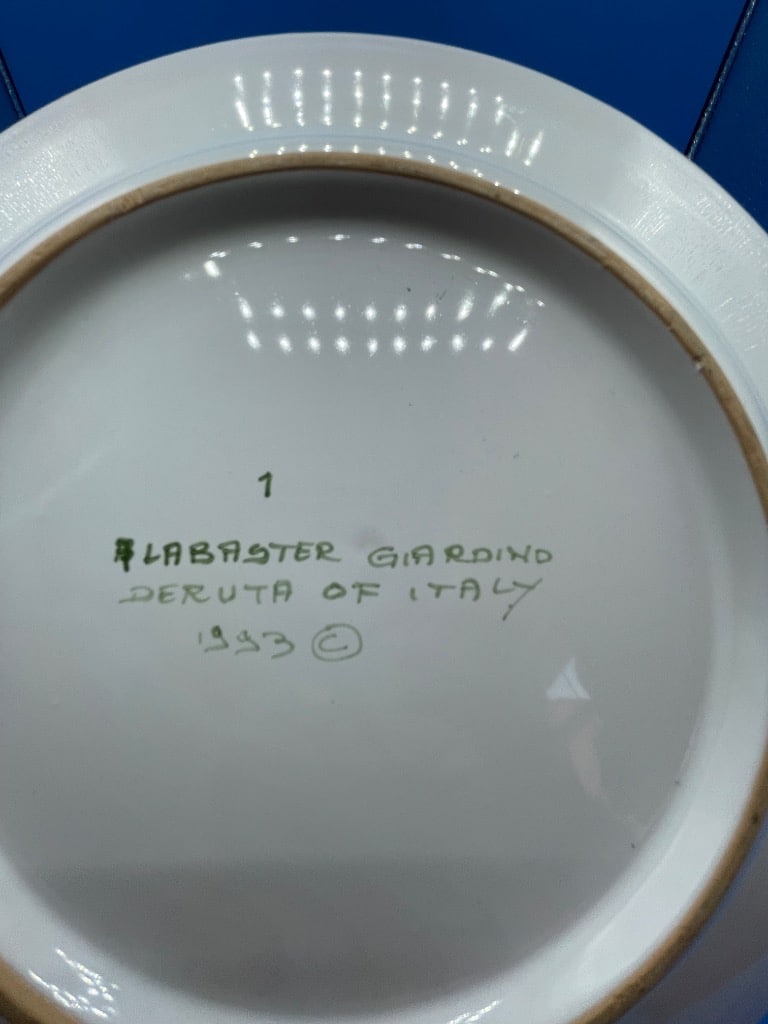 1
ALABASTER GIARDINO
DERUTA OF ITALY
1993 ©